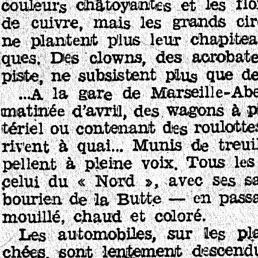 couleurs chatoyantes et les flo
de cuivre, mais les grands cir
ne plantent plus leur chapitea
ques. Des clowns, des acrobate
piste, ne subsistent plus que de
...A la gare de Marseille-Abe
matinée d'avril, des wagons à p
tériel ou contenant des roulottes
rivent à quai... Munis de treuil
pellent à pleine voix. Tous les
celui du « Nord », avec ses sa
bourien de la Butte — en passa
mouillé, chaud et coloré.
Les automobiles, sur les pla
chées, sont lentement descendu